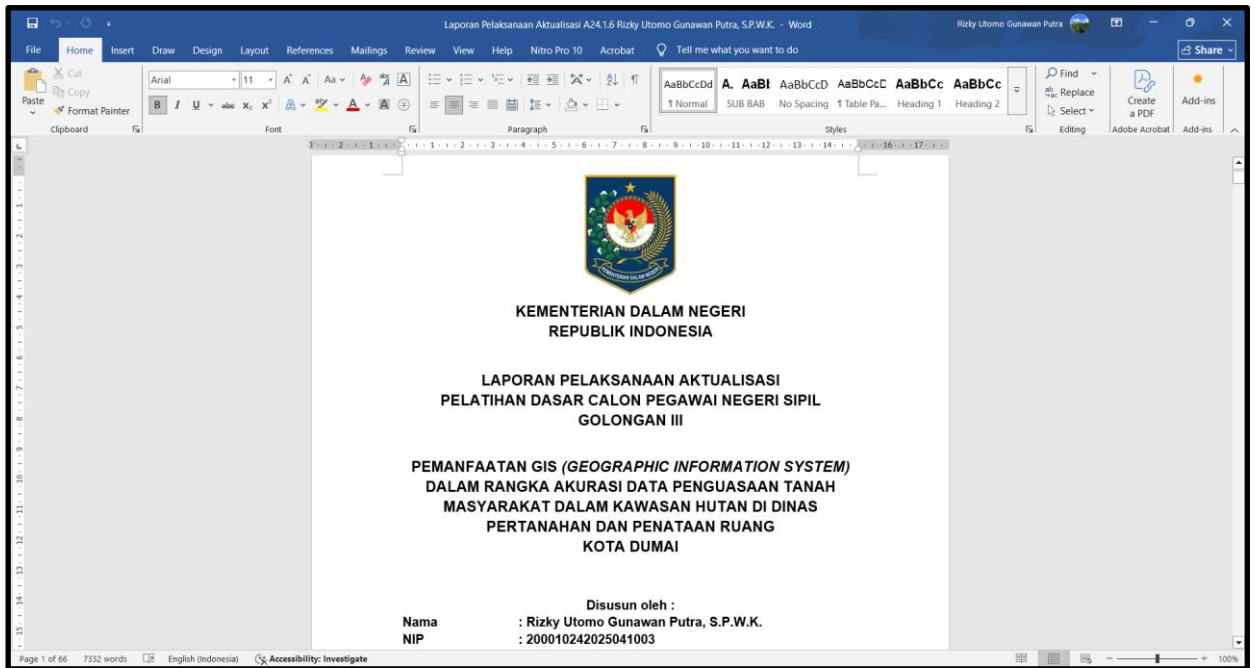 Laporan Pelaksanaan Aktualisasi A24.1.6 Rizky Utomo Gunawan Putra, S.P.W.K. - Word
Rizky Utomo Gunawan Putra
File Home Insert Draw Design Layout References Mailings Review View Help Nitro Pro 10 Acrobat Tell me what you want to do Share
Paste
Cut
Copy
Format Painter
Clipboard
Arial 11
Font
Paragraph
AaBbCcDd A. AaBb AaBbCcD AaBbCcC AaBbCc AaBbCc
¶ Normal SUB BAB No Spacing ¶ Table Pa... Heading 1 Heading 2
Styles
Find
Replace
Select
Editing
Create a PDF
Adobe Acrobat
Add-ins
Add-ins
KEMENTERIAN DALAM NEGERI
KEMENTERIAN DALAM NEGERI
REPUBLIK INDONESIA
LAPORAN PELAKSANAAN AKTUALISASI
PELATIHAN DASAR CALON PEGAWAI NEGERI SIPIL
GOLONGAN III
PEMANFAATAN GIS (GEOGRAPHIC INFORMATION SYSTEM)
DALAM RANGKA AKURASI DATA PENGUASAAN TANAH
MASYARAKAT DALAM KAWASAN HUTAN DI DINAS
PERTANAHAN DAN PENATAAN RUANG
KOTA DUMAI
Disusun oleh :
Nama : Rizky Utomo Gunawan Putra, S.P.W.K.
NIP : 200010242025041003
Page 1 of 66 7332 words English (Indonesia) Accessibility: Investigate 100%